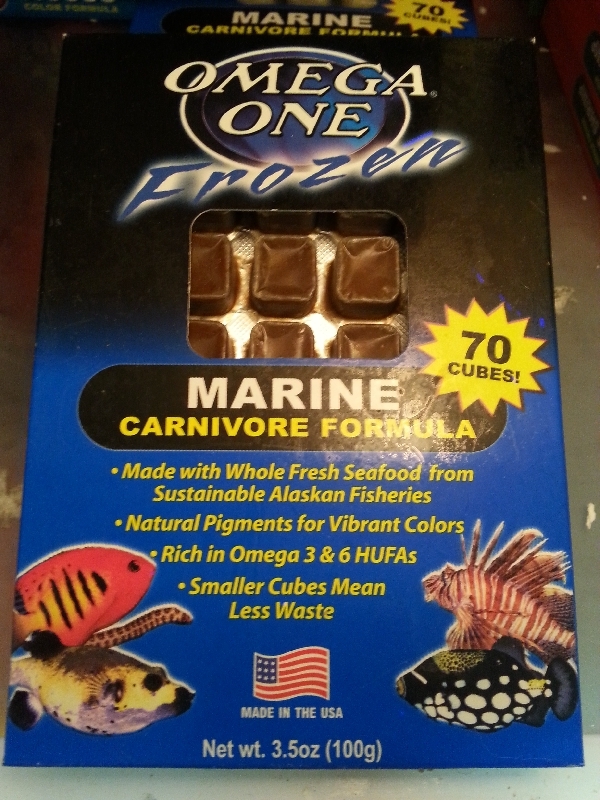 COLOR FORMULA
MARINE
CARNIVORE FORMU
70
CUBES!
OMEGA
ONE
Frozen
70
CUBES!
MARINE
CARNIVORE FORMULA
• Made with Whole Fresh Seafood from
Sustainable Alaskan Fisheries
• Natural Pigments for Vibrant Colors
• Rich in Omega 3 & 6 HUFAs
• Smaller Cubes Mean
Less Waste
MADE IN THE USA
Net wt. 3.5oz (100g)